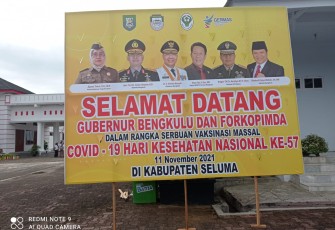 GERMAS
SELAMAT DATANG
GUBERNUR BENGKULU DAN FORKOPIMDA
DALAM RANGKA SERBUAN VAKSINASI MASSAL
COVID - 19 HARI KESEHATAN NASIONAL KE-57
11 November 2021
DI KABUPATEN SELUMA
REDMI NOTE 9
AI QUAD CAMERA